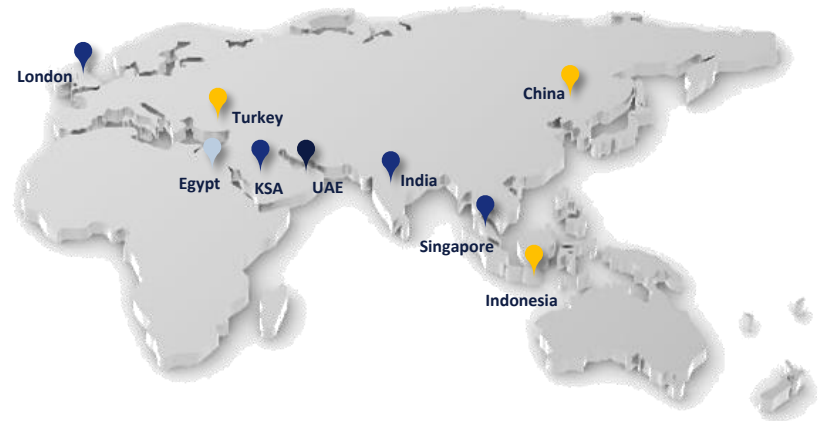 London
China
Turkey
Egypt
KSA
UAE
India
Singapore
Indonesia